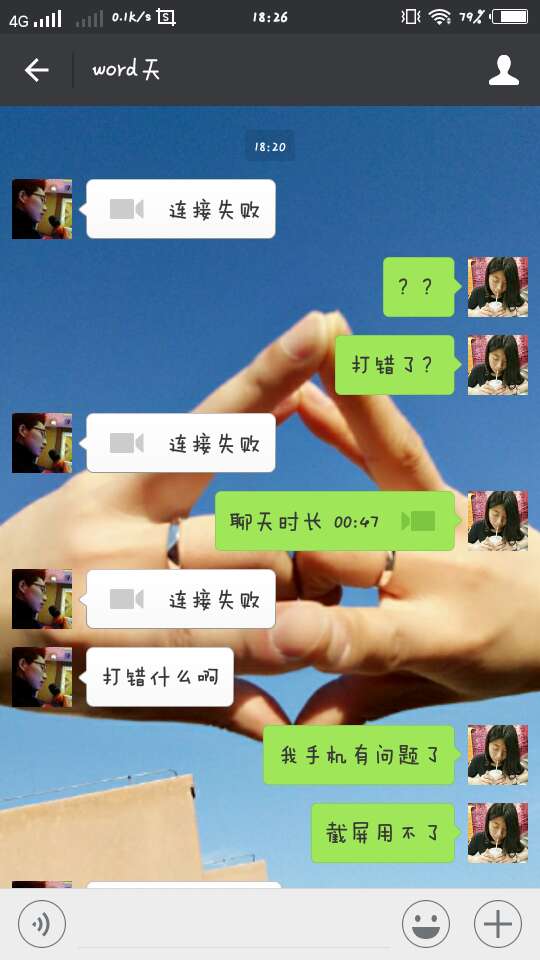 4G 0.1k/s 18:26 79%
word天
18:20
连接失败
？？
打错了?
连接失败
聊天时长 00:47
连接失败
打错什么啊
我手机有问题了
截屏用不了